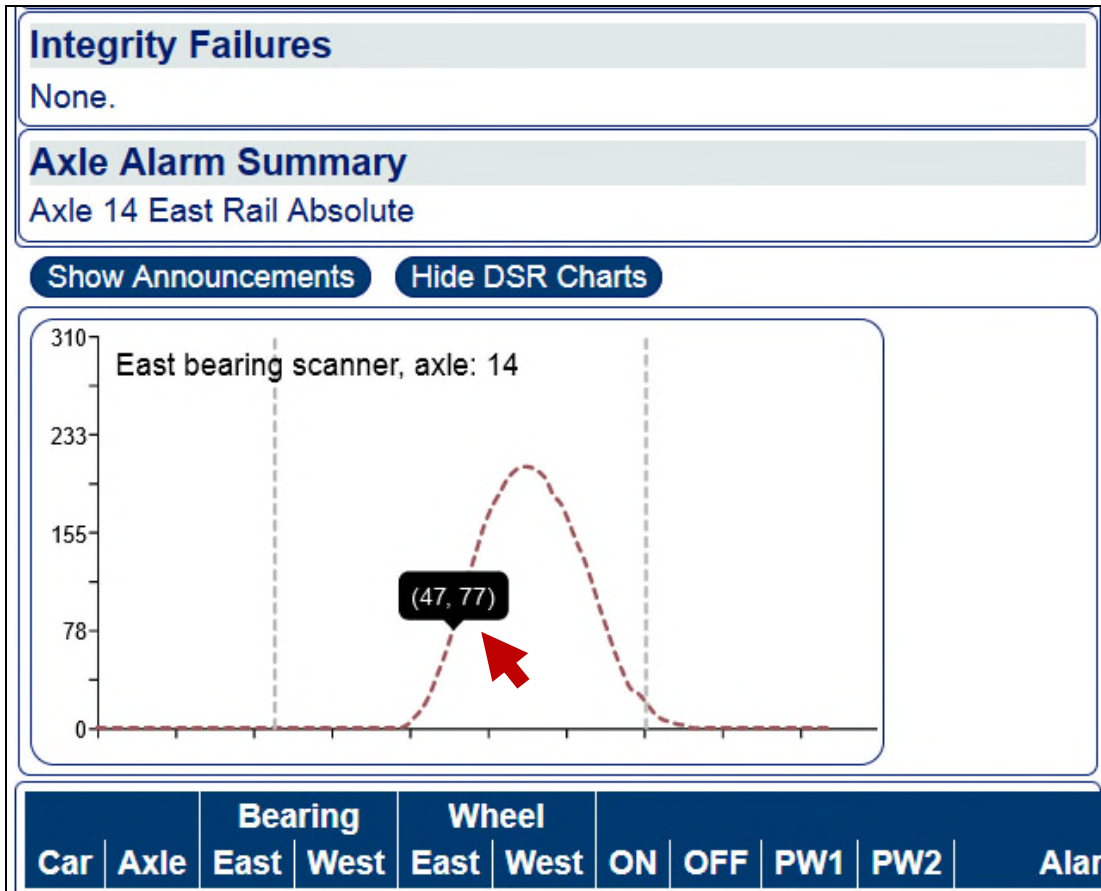 Integrity Failures
None.
Axle Alarm Summary
Axle 14 East Rail Absolute
Show Announcements Hide DSR Charts
310
East bearing scanner, axle: 14
233
155
(47, 77)
78
0
Bearing Wheel
Car Axle East West East West ON OFF PW1 PW2 Alar